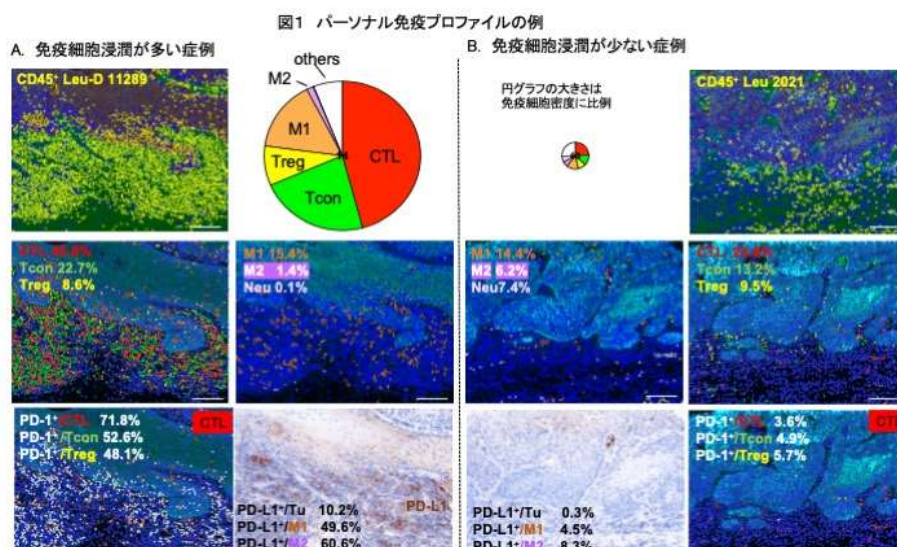 図1 パーソナル免疫プロファイルの例
A. 免疫細胞浸潤が多い症例
CD45⁺ Leu-D 11289
others
M2
M1
Treg
Tcon
CTL
CTL
Tcon 22.7%
Treg 8.6%
M1 15.4%
M2 1.4%
Neu 0.1%
PD-1⁺/CTL 71.8%
PD-1⁺/Tcon 52.6%
PD-1⁺/Treg 48.1%
CTL
PD-L1
PD-L1⁺/Tu 10.2%
PD-L1⁺/M1 49.6%
PD-L1⁺/M2 60.6%
B. 免疫細胞浸潤が少ない症例
円グラフの大きさは
免疫細胞密度に比例
CD45⁺ Leu 2021
M1 14.4%
M2 6.2%
Neu7.4%
CTL
Tcon 13.2%
Treg 9.5%
PD-L1⁺/Tu 0.3%
PD-L1⁺/M1 4.5%
PD-L1⁺/M2 8.3%
PD-1⁺/CTL 3.6%
PD-1⁺/Tcon 4.9%
PD-1⁺/Treg 5.7%
CTL